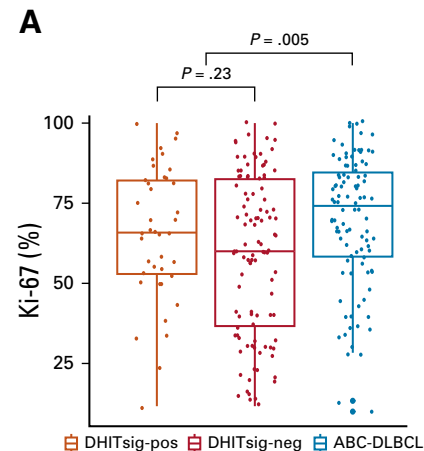 A
P = .005
P = .23
Ki-67 (%)
100
75
50
25
DHITsig-pos DHITsig-neg ABC-DLBCL